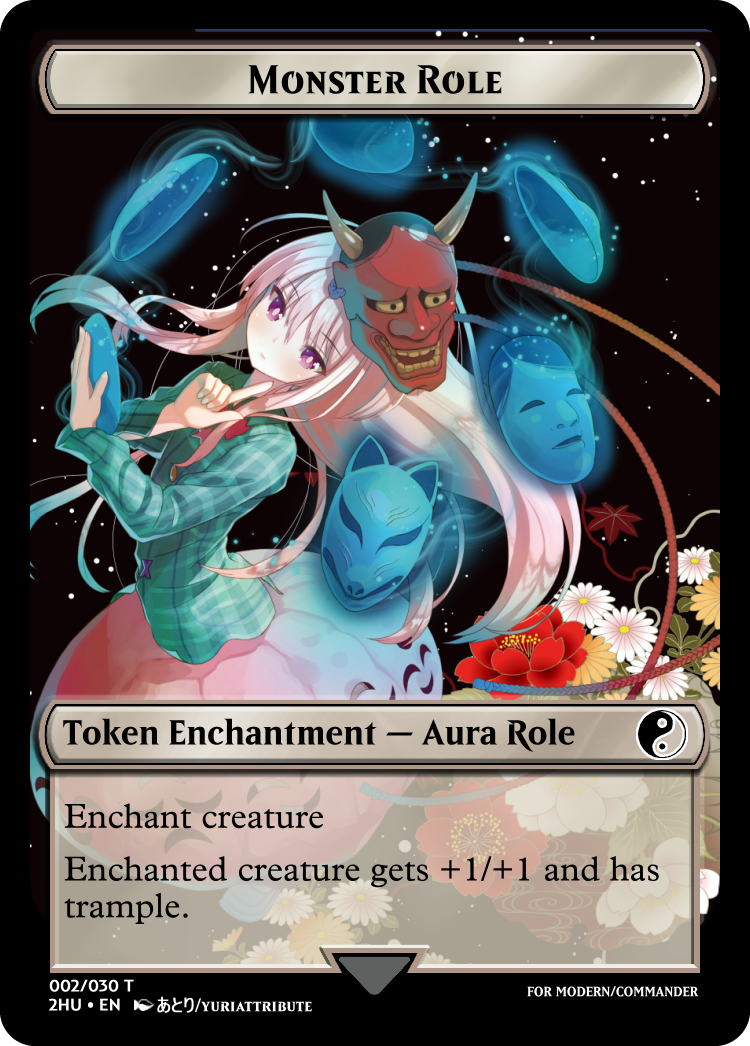 Monster Role
Token Enchantment — Aura Role
Enchant creature
Enchanted creature gets +1/+1 and has
trample.
002/030 T
2HU • EN あとり/YURIATTRIBUTE
FOR MODERN/COMMANDER